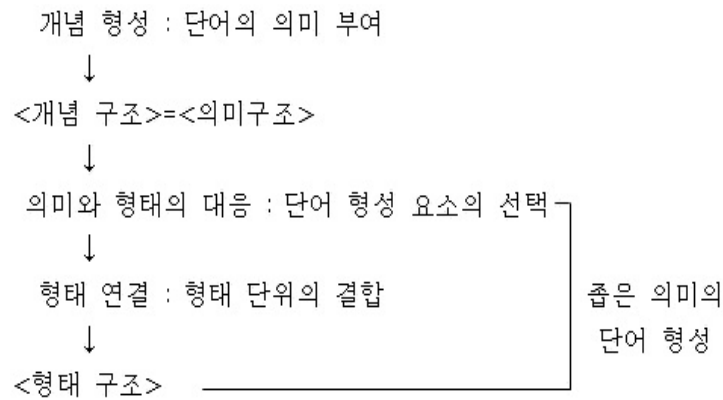 개념 형성 : 단어의 의미 부여
↓
<개념 구조>=<의미구조>
↓
의미와 형태의 대응 : 단어 형성 요소의 선택
↓
형태 연결 : 형태 단위의 결합
↓
<형태 구조>
좁은 의미의
단어 형성